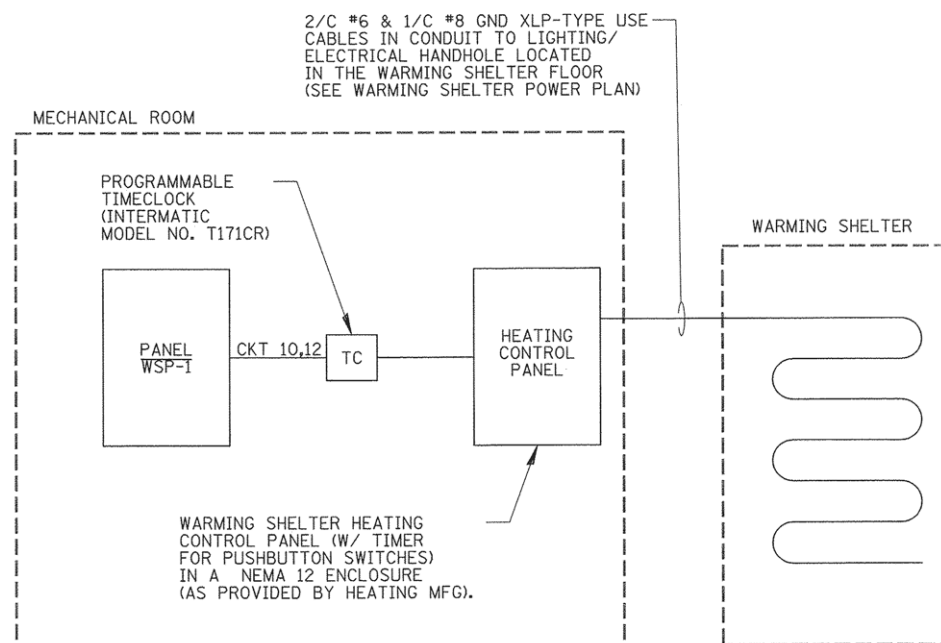 2/C #6 & 1/C #8 GND XLP-TYPE USE
CABLES IN CONDUIT TO LIGHTING/
ELECTRICAL HANDHOLE LOCATED
IN THE WARMING SHELTER FLOOR
(SEE WARMING SHELTER POWER PLAN)
MECHANICAL ROOM
PROGRAMMABLE
TIMECLOCK
(INTERMATIC
MODEL NO. T171CR)
WARMING SHELTER
PANEL
WSP-1
CKT 10,12
TC
HEATING
CONTROL
PANEL
WARMING SHELTER HEATING
CONTROL PANEL (W/ TIMER
FOR PUSHBUTTON SWITCHES)
IN A NEMA 12 ENCLOSURE
(AS PROVIDED BY HEATING MFG).